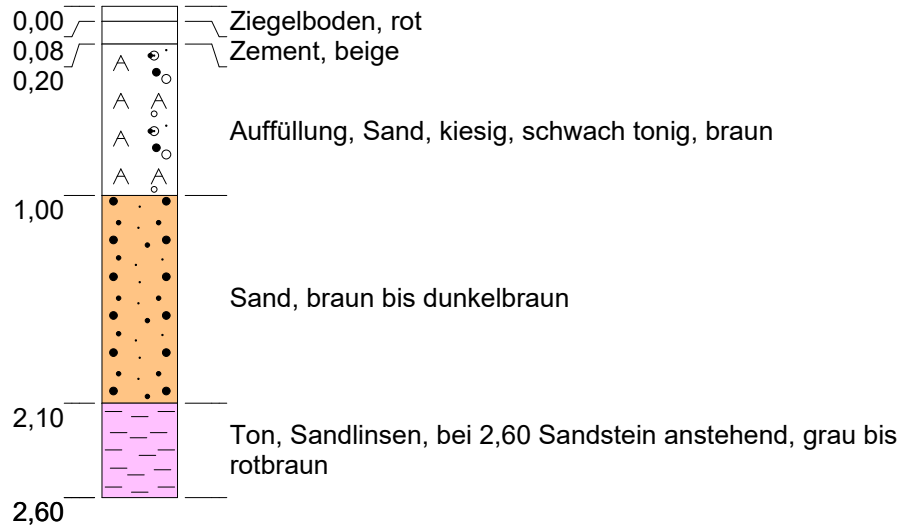 0,00
Ziegelboden, rot
0,08
Zement, beige
0,20
Auffüllung, Sand, kiesig, schwach tonig, braun
1,00
Sand, braun bis dunkelbraun
2,10
Ton, Sandlinsen, bei 2,60 Sandstein anstehend, grau bis
rotbraun
2,60